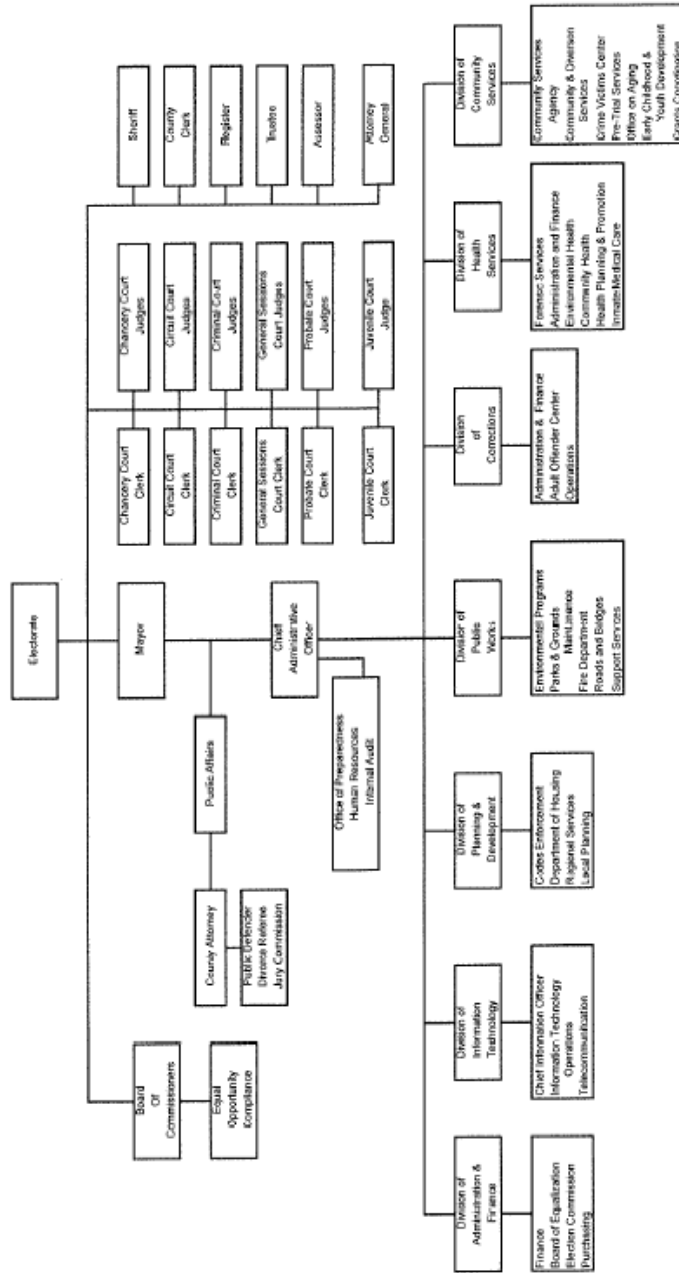 Electorate
Mayor
Board
Of
Commissioners
Equal
Opportunity
Compliance
Public Affairs
County Attorney
Public Defender
Divorce Referee
Jury Commission
Chief
Administrative
Officer
Office of Preparedness
Human Resources
Internal Audit
Chancery Court
Clerk
Circuit Court
Clerk
Criminal Court
Clerk
General Sessions
Court Clerk
Probate Court
Clerk
Juvenile Court
Clerk
Chancery Court
Judges
Circuit Court
Judges
Criminal Court
Judges
General Sessions
Court Judges
Probate Court
Judges
Juvenile Court
Judge
Sheriff
County
Clerk
Register
Trustee
Assessor
Attorney
General
Division of
Administration &
Finance
Finance
Board of Equalization
Election Commission
Purchasing
Division of
Information
Technology
Chief Information Officer
Information Technology
Operations
Telecommunication
Division of
Planning &
Development
Codes Enforcement
Department of Housing
Regional Services
Local Planning
Division of
Public
Works
Environmental Programs
Parks & Grounds
Maintenance
Fire Department
Roads and Bridges
Support Services
Division
of
Corrections
Administration & Finance
Adult Offender Center
Operations
Division of
Health
Services
Forensic Services
Administration and Finance
Environmental Health
Community Health
Health Planning & Promotion
Inmate Medical Care
Division of
Community
Services
Community Services
Agency
Community & Diversion
Services
Crime Victims Center
Pre-Trial Services
Office on Aging
Early Childhood &
Youth Development
Grants Coordination